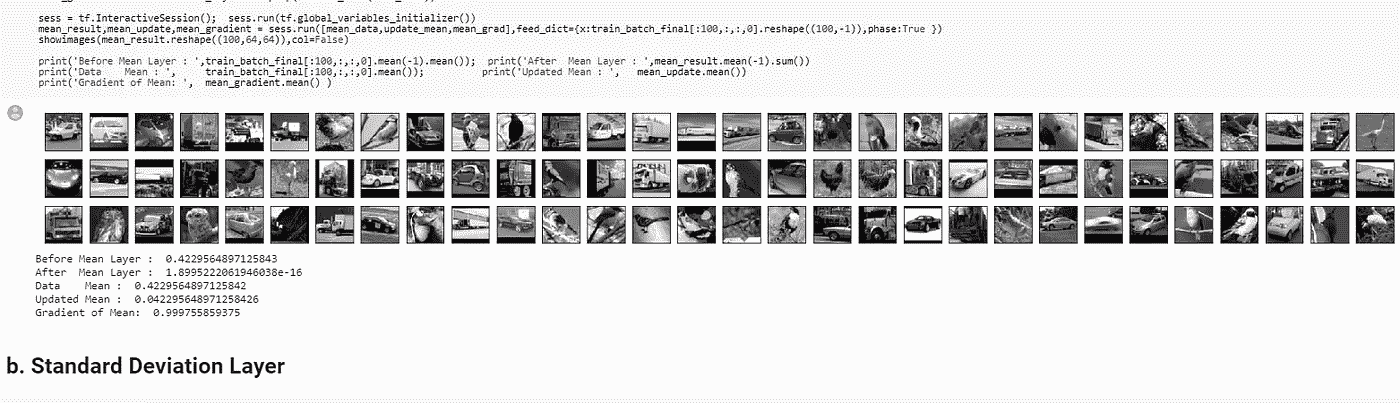 sess = tf.InteractiveSession();  sess.run(tf.global_variables_initializer())
mean_result,mean_update,mean_gradient = sess.run([mean_data,update_mean,mean_grad],feed_dict={x:train_batch_final[:100,:,:,0].reshape((100,-1)),phase:True })
showimages(mean_result.reshape((100,64,64)),col=False)
print('Before Mean Layer : ',train_batch_final[:100,:,:,0].mean(-1).mean());  print('After  Mean Layer : ',mean_result.mean(-1).sum())
print('Data    Mean : ',     train_batch_final[:100,:,:,0].mean());          print('Updated Mean : ',   mean_update.mean())
print('Gradient of Mean: ',  mean_gradient.mean() )
Before Mean Layer :  0.4229564897125843
After  Mean Layer :  1.8995222061946038e-16
Data    Mean :  0.4229564897125842
Updated Mean :  0.042295648971258426
Gradient of Mean:  0.999755859375
b. Standard Deviation Layer